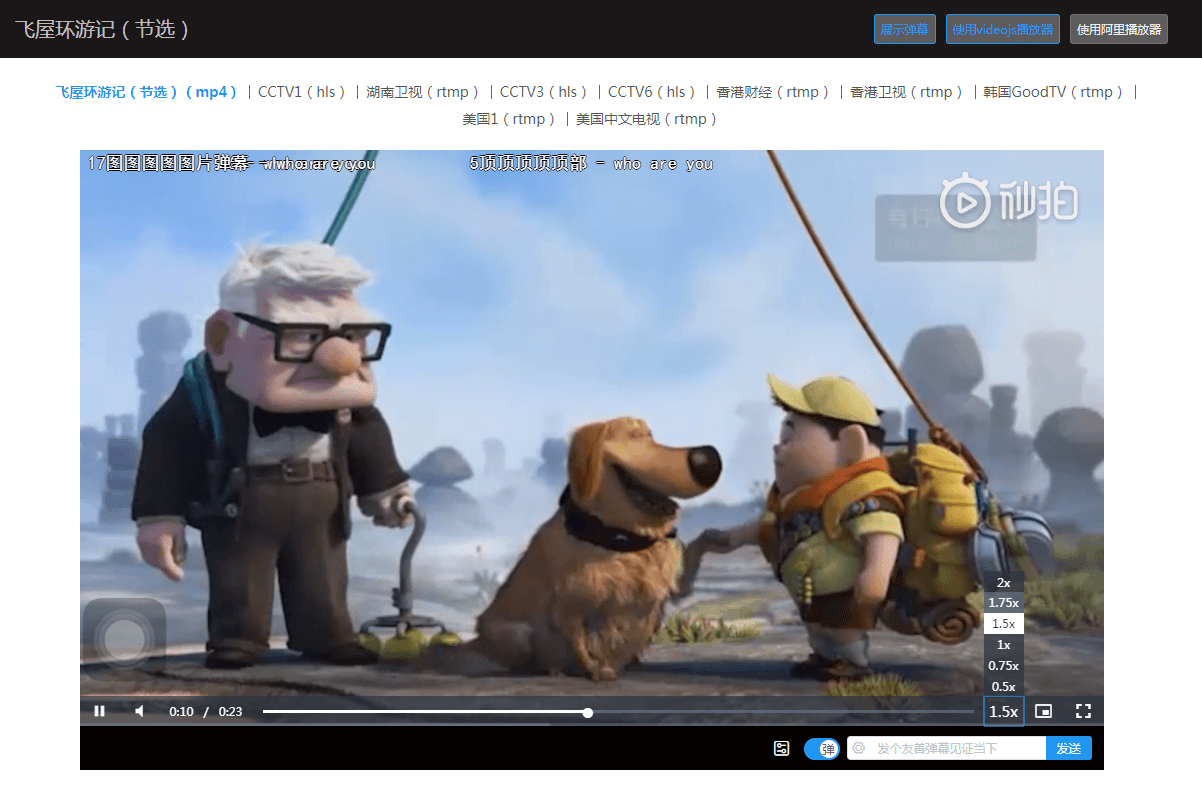 飞屋环游记（节选）
展示弹幕 使用videojs播放器 使用阿里播放器
飞屋环游记（节选）（mp4） | CCTV1（hls） | 湖南卫视（rtmp） | CCTV3（hls） | CCTV6（hls） | 香港财经（rtmp） | 香港卫视（rtmp） | 韩国GoodTV（rtmp） |
美国1（rtmp） | 美国中文电视（rtmp）
17图图图图图片弹幕 - who are you
5顶顶顶顶顶部 - who are you
秒拍
2x
1.75x
1.5x
1x
0.75x
0.5x
0:10 / 0:23
1.5x
弹
发个友善弹幕见证当下
发送